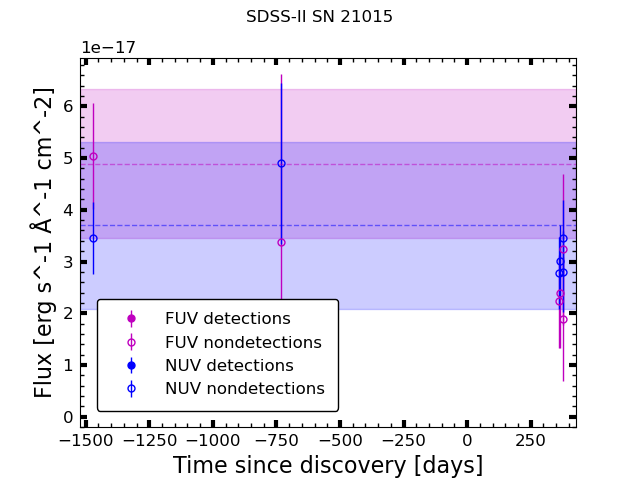 SDSS-II SN 21015
1e−17
Flux [erg s^-1 Å^-1 cm^-2]
6
5
4
3
2
1
0
FUV detections
FUV nondetections
NUV detections
NUV nondetections
−1500 −1250 −1000 −750 −500 −250 0 250
Time since discovery [days]